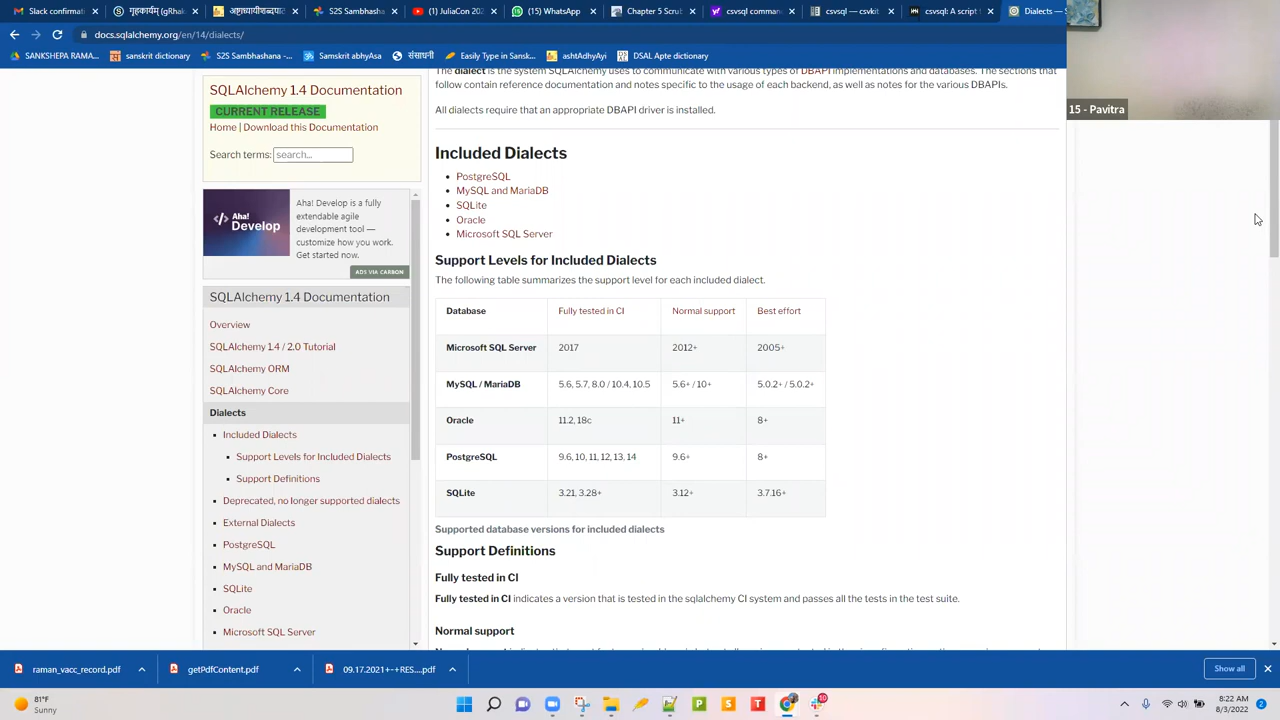 Slack confirmat
गृहकार्यम् (गृ@hail
अमृताध्यायी
S2S Sambhasha
(1) JuliaCon 202
(15) WhatsApp
Chapter 5 Scrub
csvsql comman
csvsql — csvkit
csvsql: A script
Dialects — S
docs.sqlalchemy.org/en/14/dialects/
SANKSHEPA RAMA...
sanskrit dictionary
S2S Sambhashana -...
Samskrit abhyAsa
संसाधनी
Easily Type in Sansk...
ashtAdhyAyi
DSAL Apte dictionary
The dialect is the system SQLAlchemy uses to communicate with various types of DBAPI implementations and databases. The sections that
follow contain reference documentation and notes specific to the usage of each backend, as well as notes for the various DBAPIs.
All dialects require that an appropriate DBAPI driver is installed.
15 - Pavitra
SQLAlchemy 1.4 Documentation
CURRENT RELEASE
Home | Download this Documentation
Search terms: search...
Aha! Develop
Aha! Develop is a fully
extendable agile
development tool —
customize how you work.
Get started now.
ADS VIA CARBON
SQLAlchemy 1.4 Documentation
Overview
SQLAlchemy 1.4 / 2.0 Tutorial
SQLAlchemy ORM
SQLAlchemy Core
Dialects
Included Dialects
Support Levels for Included Dialects
Support Definitions
Deprecated, no longer supported dialects
External Dialects
PostgreSQL
MySQL and MariaDB
SQLite
Oracle
Microsoft SQL Server
Included Dialects
PostgreSQL
MySQL and MariaDB
SQLite
Oracle
Microsoft SQL Server
Support Levels for Included Dialects
The following table summarizes the support level for each included dialect.
Database Fully tested in CI Normal support Best effort
Microsoft SQL Server 2017 2012+ 2005+
MySQL / MariaDB 5.6, 5.7, 8.0 / 10.4, 10.5 5.6+ / 10+ 5.0.2+ / 5.0.2+
Oracle 11.2, 18c 11+ 8+
PostgreSQL 9.6, 10, 11, 12, 13, 14 9.6+ 8+
SQLite 3.21, 3.28+ 3.12+ 3.7.16+
Supported database versions for included dialects
Support Definitions
Fully tested in CI
Fully tested in CI indicates a version that is tested in the sqlalchemy CI system and passes all the tests in the test suite.
Normal support
raman_vacc_record.pdf
getPdfContent.pdf
09.17.2021+-+RES....pdf
Show all
81°F
Sunny
10
8:22 AM
8/3/2022
2